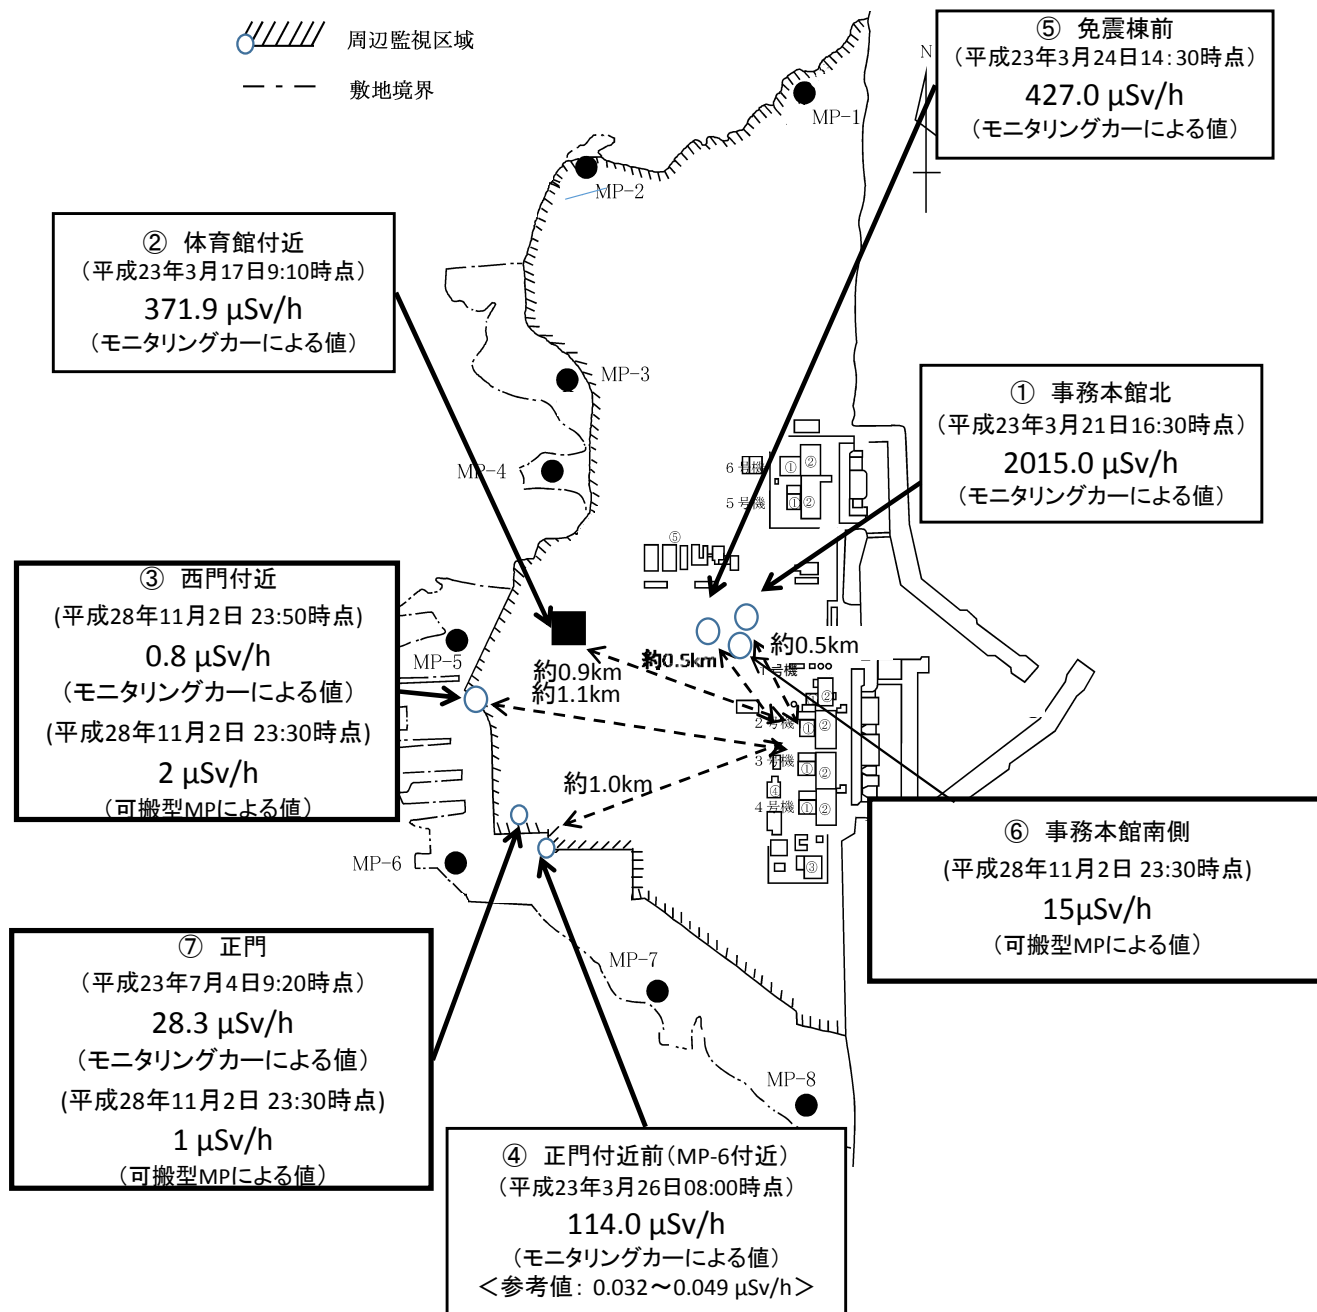 周辺監視区域
敷地境界
⑤ 免震棟前
（平成23年3月24日14：30時点）
427.0 μSv/h
（モニタリングカーによる値）
N
MP-1
MP-2
② 体育館付近
（平成23年3月17日9:10時点）
371.9 μSv/h
（モニタリングカーによる値）
MP-3
① 事務本館北
（平成23年3月21日16:30時点）
2015.0 μSv/h
（モニタリングカーによる値）
MP-4
6号機
① ②
5号機
① ②
⑤
③ 西門付近
(平成28年11月2日 23:50時点)
0.8 μSv/h
（モニタリングカーによる値）
(平成28年11月2日 23:30時点)
2 μSv/h
（可搬型MPによる値）
MP-5
約0.9km
約1.1km
約0.5km
約0.5km
1号機
②
2号機
① ②
3号機
① ②
④
4号機
① ②
③
約1.0km
MP-6
⑥ 事務本館南側
(平成28年11月2日 23:30時点)
15μSv/h
（可搬型MPによる値）
⑦ 正門
（平成23年7月4日9:20時点）
28.3 μSv/h
（モニタリングカーによる値）
(平成28年11月2日 23:30時点)
1 μSv/h
（可搬型MPによる値）
MP-7
MP-8
④ 正門付近前（MP-6付近）
（平成23年3月26日08:00時点）
114.0 μSv/h
（モニタリングカーによる値）
＜参考値： 0.032～0.049 μSv/h＞